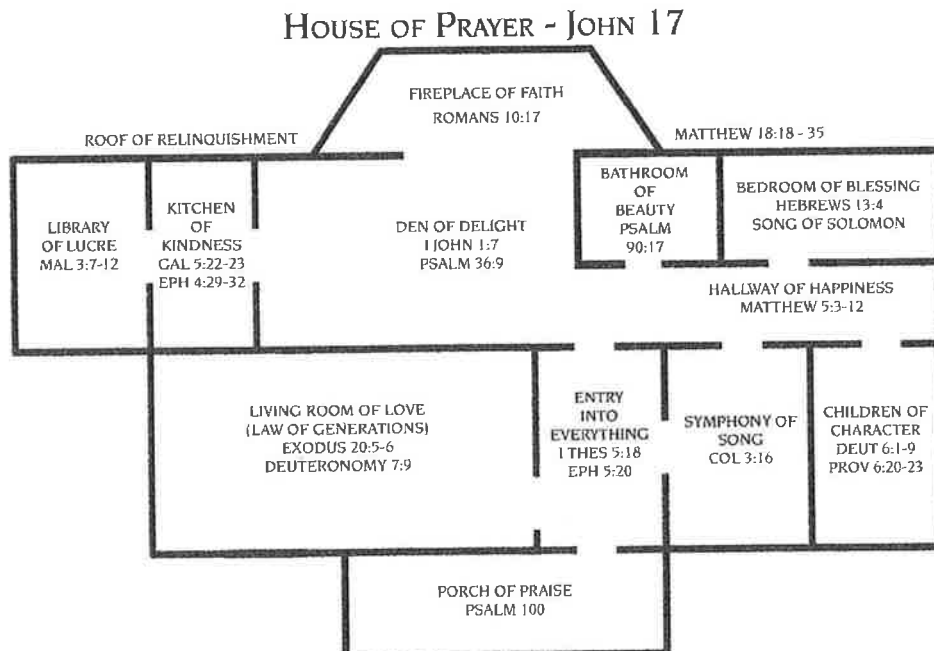 HOUSE OF PRAYER - JOHN 17
FIREPLACE OF FAITH
ROMANS 10:17
ROOF OF RELINQUISHMENT
MATTHEW 18:18 - 35
LIBRARY
OF LUCRE
MAL 3:7-12
KITCHEN
OF
KINDNESS
GAL 5:22-23
EPH 4:29-32
DEN OF DELIGHT
I JOHN 1:7
PSALM 36:9
BATHROOM
OF
BEAUTY
PSALM
90:17
BEDROOM OF BLESSING
HEBREWS 13:4
SONG OF SOLOMON
HALLWAY OF HAPPINESS
MATTHEW 5:3-12
LIVING ROOM OF LOVE
(LAW OF GENERATIONS)
EXODUS 20:5-6
DEUTERONOMY 7:9
ENTRY
INTO
EVERYTHING
I THES 5:18
EPH 5:20
SYMPHONY OF
SONG
COL 3:16
CHILDREN OF
CHARACTER
DEUT 6:1-9
PROV 6:20-23
PORCH OF PRAISE
PSALM 100